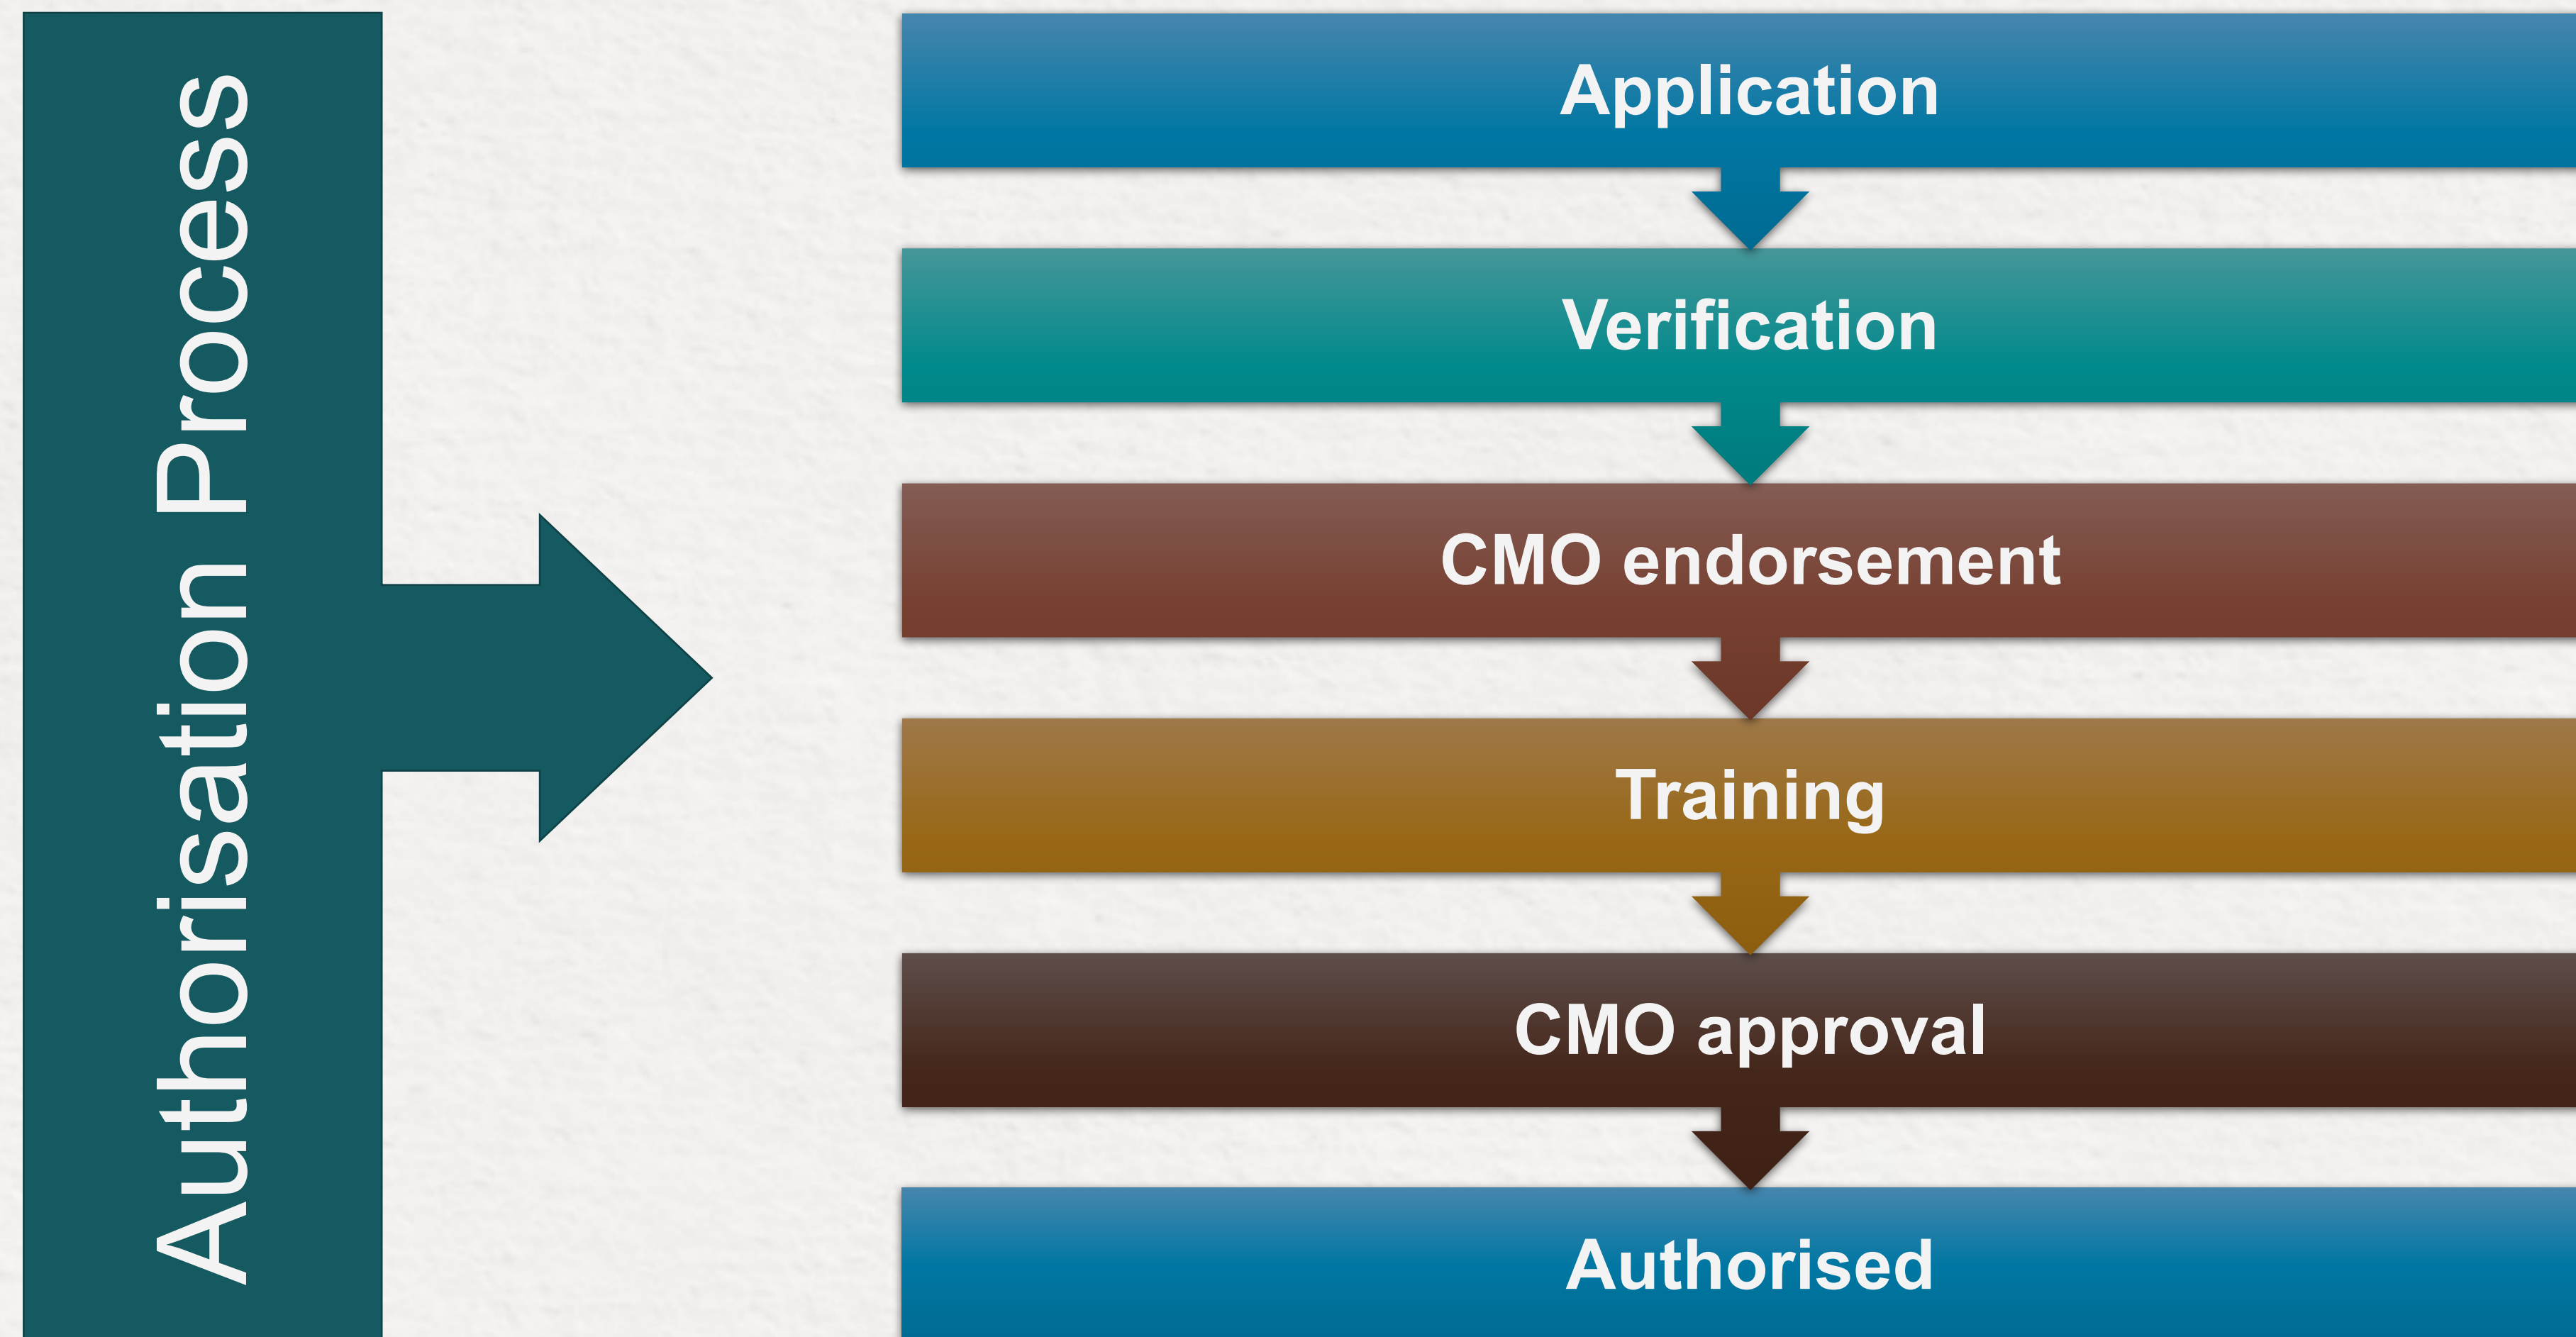 Authorisation Process
Application
Verification
CMO endorsement
Training
CMO approval
Authorised